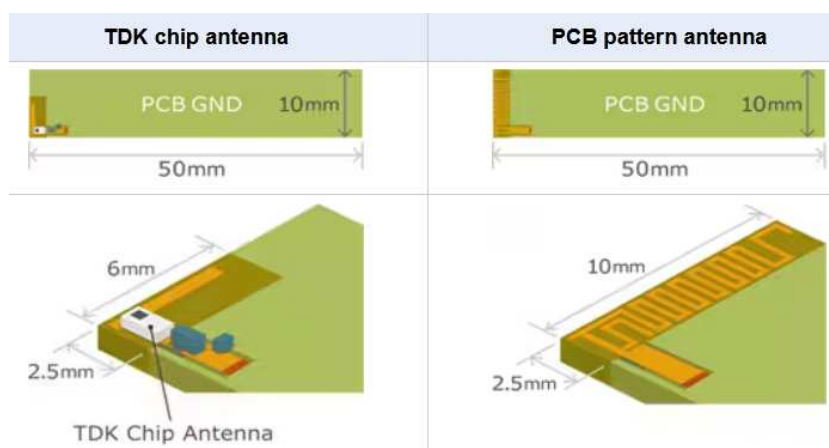 TDK chip antenna
PCB pattern antenna
PCB GND
10mm
50mm
PCB GND
10mm
50mm
6mm
2.5mm
TDK Chip Antenna
10mm
2.5mm